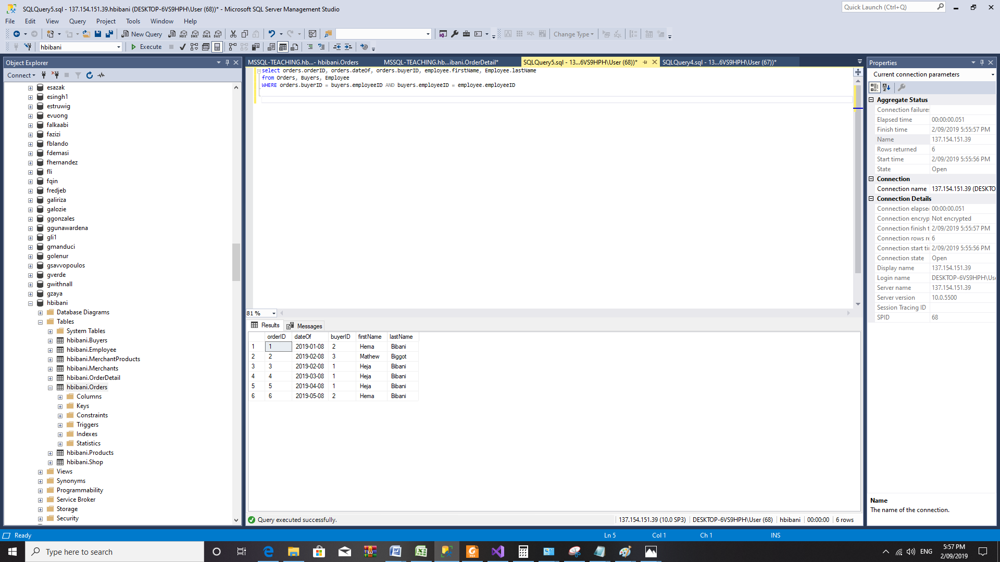 SQLQuery5.sql - 137.154.151.39.hbibani (DESKTOP-6VS9HPH\User (68))* - Microsoft SQL Server Management Studio
Quick Launch (Ctrl+Q)
File Edit View Query Project Tools Window Help
New Query MDX DMX XMLA DAX
SQL Change Type
hbibani Execute
Object Explorer
Connect
esazak
esingh1
estruwig
evuong
falkaabi
fazizi
fblando
fdemasi
fhernandez
fli
fqin
fredjeb
galiriza
galozie
ggonzales
ggunawardena
gli1
gmanduci
golenur
gsavvopoulos
gverde
gwithnall
gzaya
hbibani
Database Diagrams
Tables
System Tables
hbibani.Buyers
hbibani.Employee
hbibani.MerchantProducts
hbibani.Merchants
hbibani.OrderDetail
hbibani.Orders
Columns
Keys
Constraints
Triggers
Indexes
Statistics
hbibani.Products
hbibani.Shop
Views
Synonyms
Programmability
Service Broker
Storage
Security
MSSQL-TEACHING.hb...- hbibani.Orders
MSSQL-TEACHING.hb...ibani.OrderDetail*
SQLQuery5.sql - 13...6VS9HPH\User (68))*
SQLQuery4.sql - 13...6VS9HPH\User (67))*
select orders.orderID, orders.dateOf, orders.buyerID, employee.firstName, Employee.lastName
from Orders, Buyers, Employee
WHERE orders.buyerID = buyers.employeeID AND buyers.employeeID = employee.employeeID
81 %
Results Messages
orderID dateOf buyerID firstName lastName
1 1 2019-01-08 2 Hema Bibani
2 2 2019-02-08 3 Mathew Biggot
3 3 2019-02-08 1 Heja Bibani
4 4 2019-03-08 1 Heja Bibani
5 5 2019-04-08 1 Heja Bibani
6 6 2019-05-08 2 Hema Bibani
Query executed successfully.
137.154.151.39 (10.0 SP3) DESKTOP-6VS9HPH\User (68) hbibani 00:00:00 6 rows
Properties
Current connection parameters
Aggregate Status
Connection failures
Elapsed time 00:00:00.051
Finish time 2/09/2019 5:55:57 PM
Name 137.154.151.39
Rows returned 6
Start time 2/09/2019 5:55:56 PM
State Open
Connection
Connection name 137.154.151.39 (DESKTO
Connection Details
Connection elapse 00:00:00.051
Connection encryp Not encrypted
Connection finish t 2/09/2019 5:55:57 PM
Connection rows re 6
Connection start ti 2/09/2019 5:55:56 PM
Connection state Open
Display name 137.154.151.39
Login name DESKTOP-6VS9HPH\Use
Server name 137.154.151.39
Server version 10.0.5500
Session Tracing ID
SPID 68
Name
The name of the connection.
Ready Ln 5 Col 1 Ch 1 INS
Type here to search
ENG
5:57 PM
2/09/2019